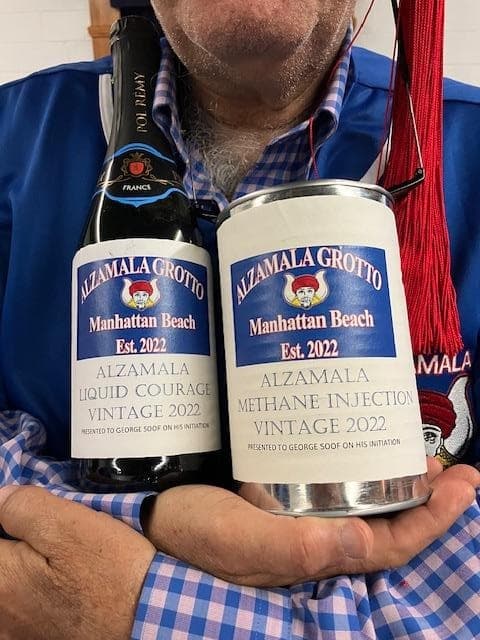 POL REMY
FRANCE
ALZAMALA GROTTO
Manhattan Beach
Est. 2022
ALZAMALA
LIQUID COURAGE
VINTAGE 2022
PRESENTED TO GEORGE SOOF ON HIS INITIATION
ALZAMALA GROTTO
Manhattan Beach
Est. 2022
ALZAMALA
METHANE INJECTION
VINTAGE 2022
PRESENTED TO GEORGE SOOF ON HIS INITIATION
AMALA